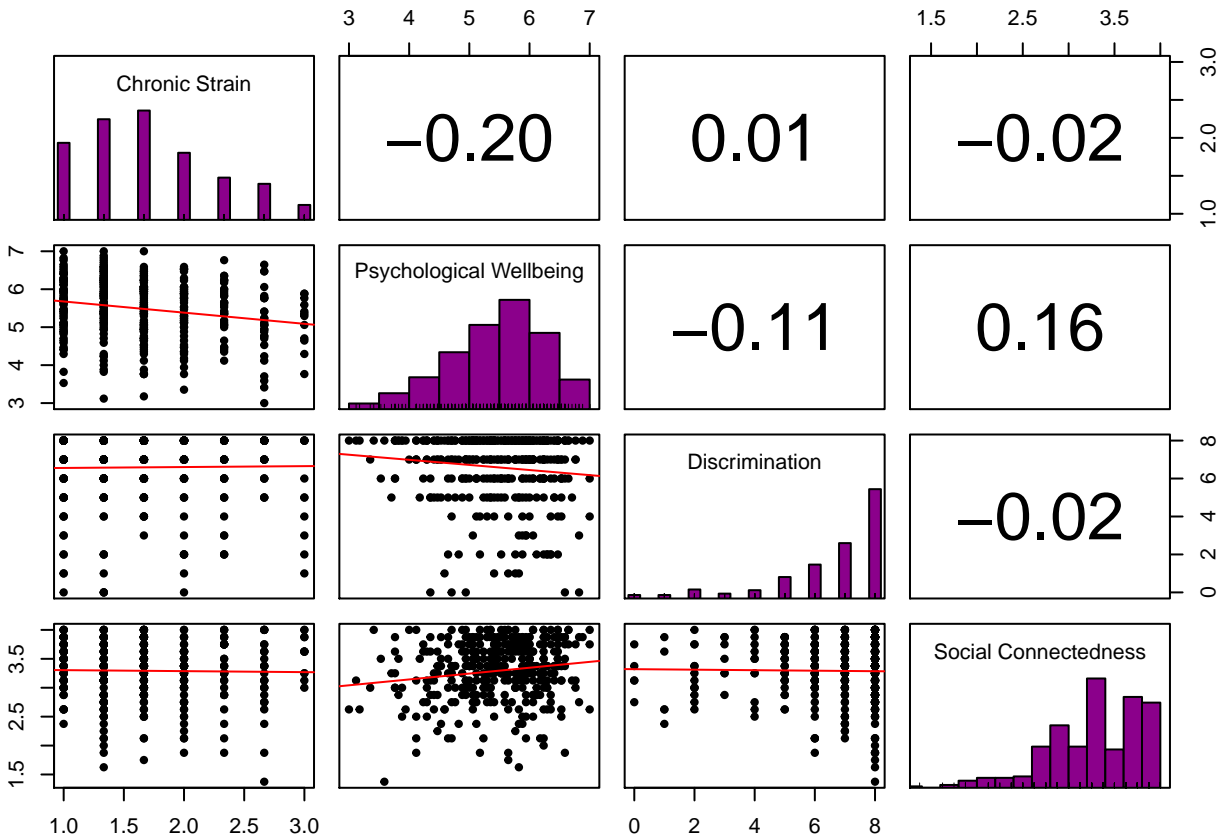 3 4 5 6 7
1.5 2.5 3.5
Chronic Strain
−0.20
0.01
−0.02
1.0 2.0 3.0
3 4 5 6 7
Psychological Wellbeing
−0.11
0.16
Discrimination
−0.02
0 2 4 6 8
1.5 2.5 3.5
Social Connectedness
1.0 1.5 2.0 2.5 3.0
0 2 4 6 8